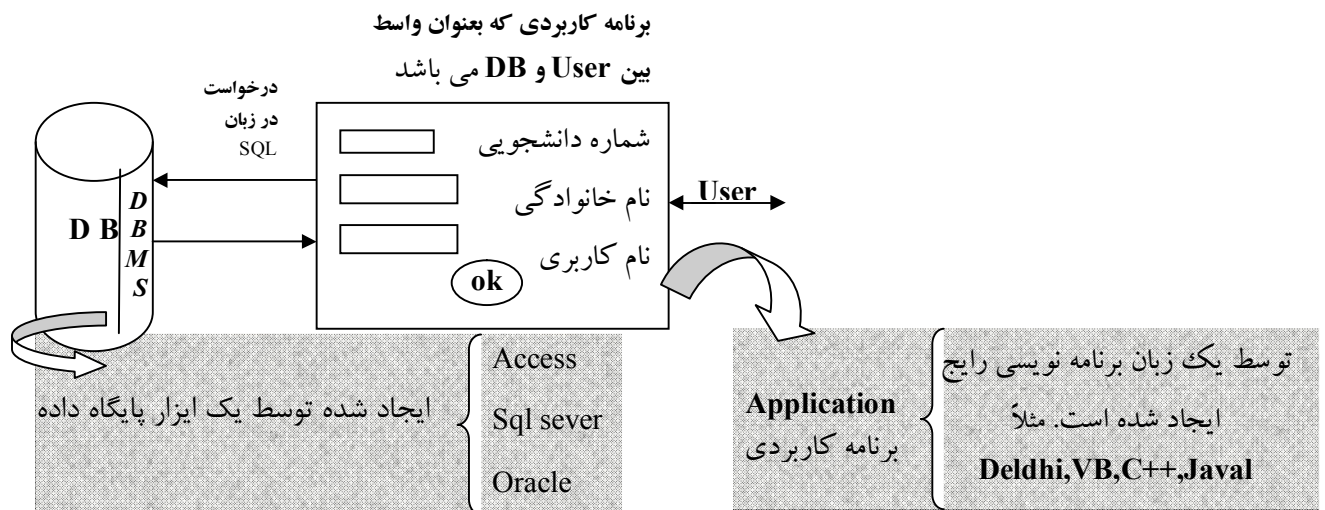 برنامه کاربردی که بعنوان واسط
بین User و DB می باشد
درخواست
در زبان
SQL
شماره دانشجویی
نام خانوادگی
نام کاربری
ok
User
D B
D
B
M
S
ایجاد شده توسط یک ایزار پایگاه داده
Access
Sql sever
Oracle
Application
برنامه کاربردی
توسط یک زبان برنامه نویسی رایج
ایجاد شده است. مثلاً
Deldhi,VB,C++,Javal